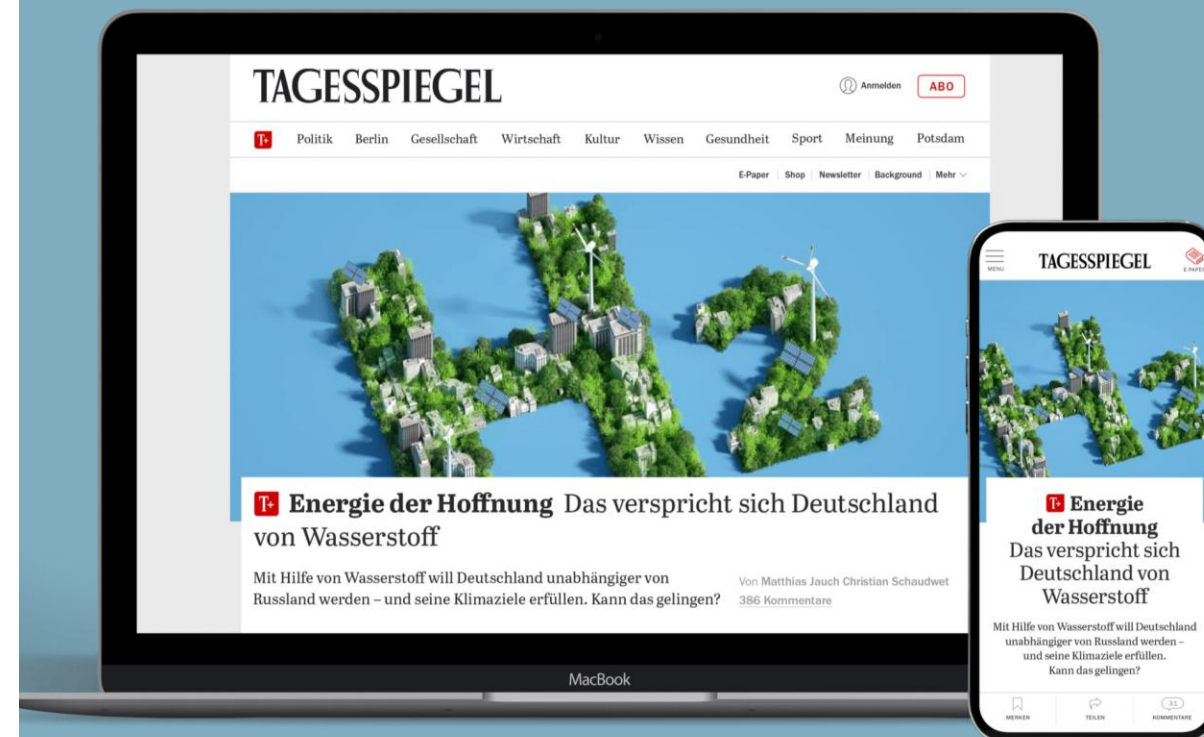 TAGESSPIEGEL
Anmelden
ABO
T+ Politik Berlin Gesellschaft Wirtschaft Kultur Wissen Gesundheit Sport Meinung Potsdam
E-Paper Shop Newsletter Background Mehr
H2
T+ Energie der Hoffnung Das verspricht sich Deutschland
von Wasserstoff
Mit Hilfe von Wasserstoff will Deutschland unabhängiger von
Russland werden – und seine Klimaziele erfüllen. Kann das gelingen?
Von Matthias Jauch Christian Schaudwet
386 Kommentare
MacBook
MENU
TAGESSPIEGEL
E-PAPER
H2
T+ Energie
der Hoffnung
Das verspricht sich
Deutschland von
Wasserstoff
Mit Hilfe von Wasserstoff will Deutschland
unabhängiger von Russland werden –
und seine Klimaziele erfüllen.
Kann das gelingen?
MERKEN
TEILEN
31
KOMMENTARE